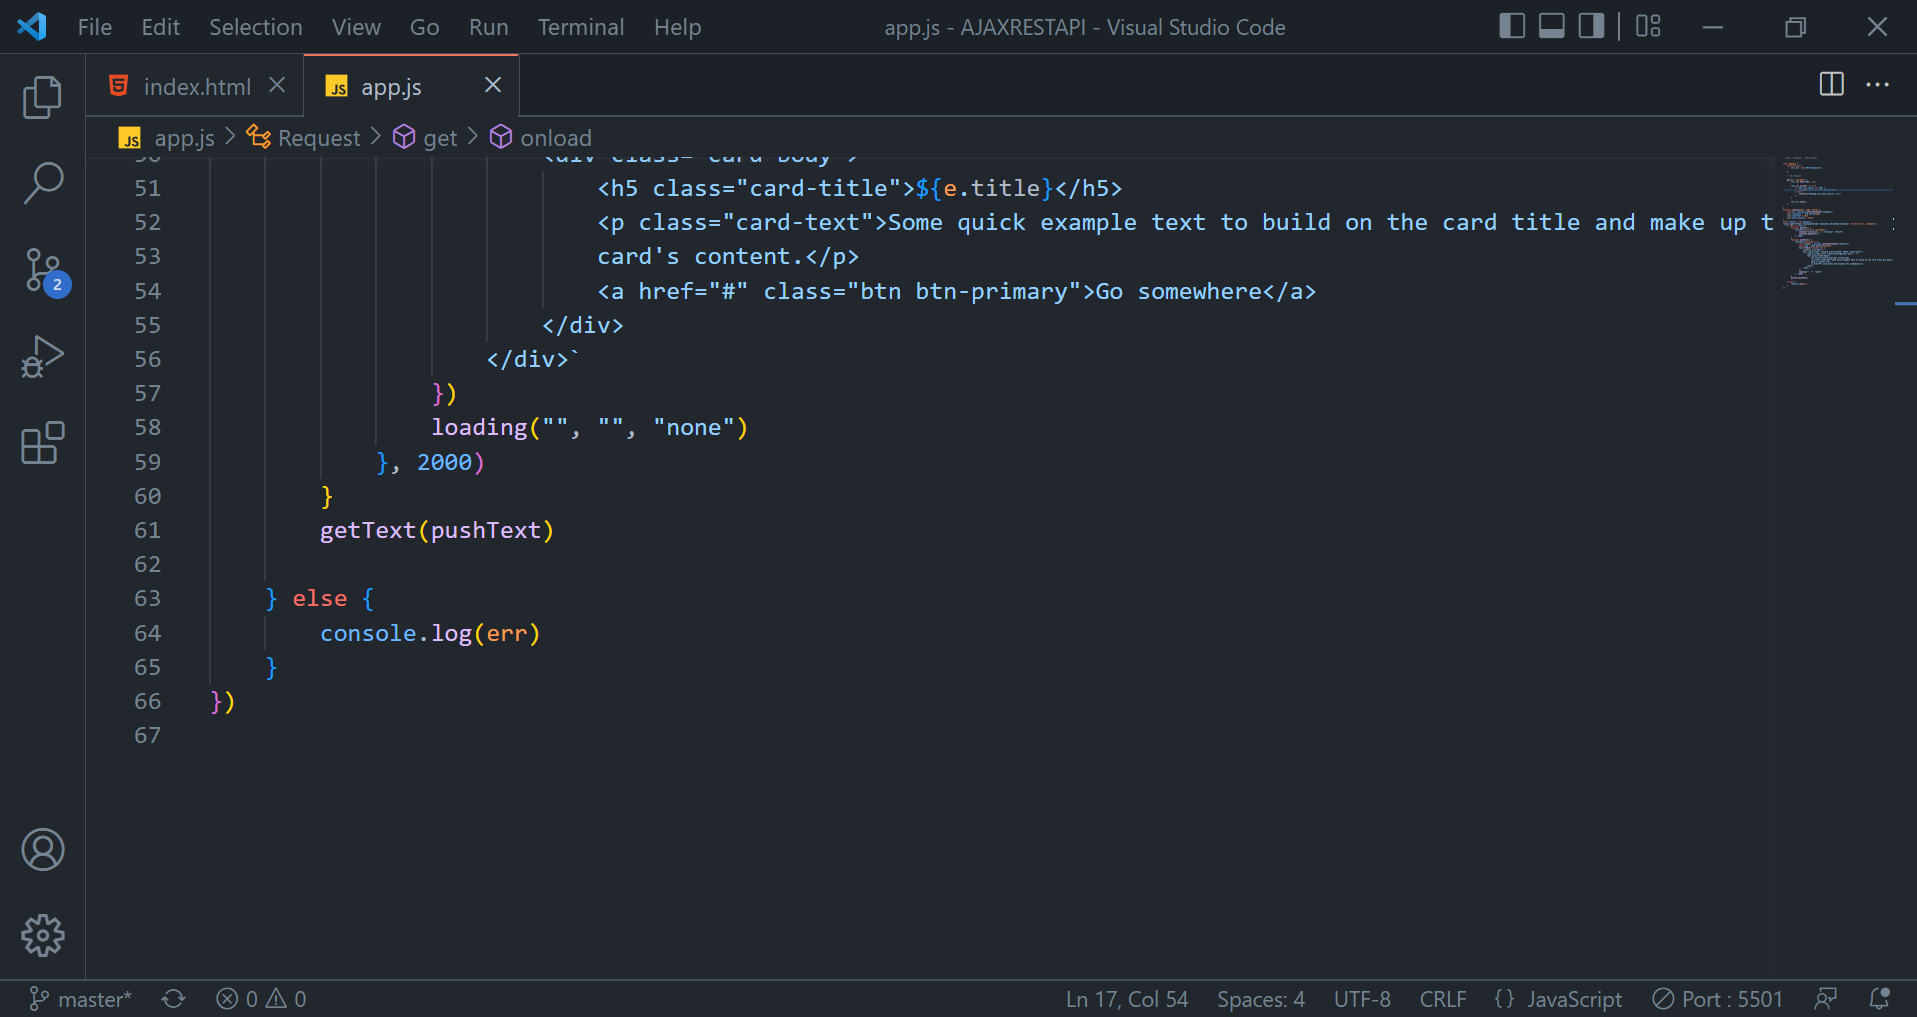 File Edit Selection View Go Run Terminal Help app.js - AJAXRESTAPI - Visual Studio Code
index.html app.js
app.js > Request > get > onload
51 <h5 class="card-title">${e.title}</h5>
52 <p class="card-text">Some quick example text to build on the card title and make up t
53 card's content.</p>
54 <a href="#" class="btn btn-primary">Go somewhere</a>
55 </div>
56 </div>`
57 })
58 loading("", "", "none")
59 }, 2000)
60 }
61 getText(pushText)
62
63 } else {
64 console.log(err)
65 }
66 })
67
2
master* 0 0 Ln 17, Col 54 Spaces: 4 UTF-8 CRLF {} JavaScript Port : 5501